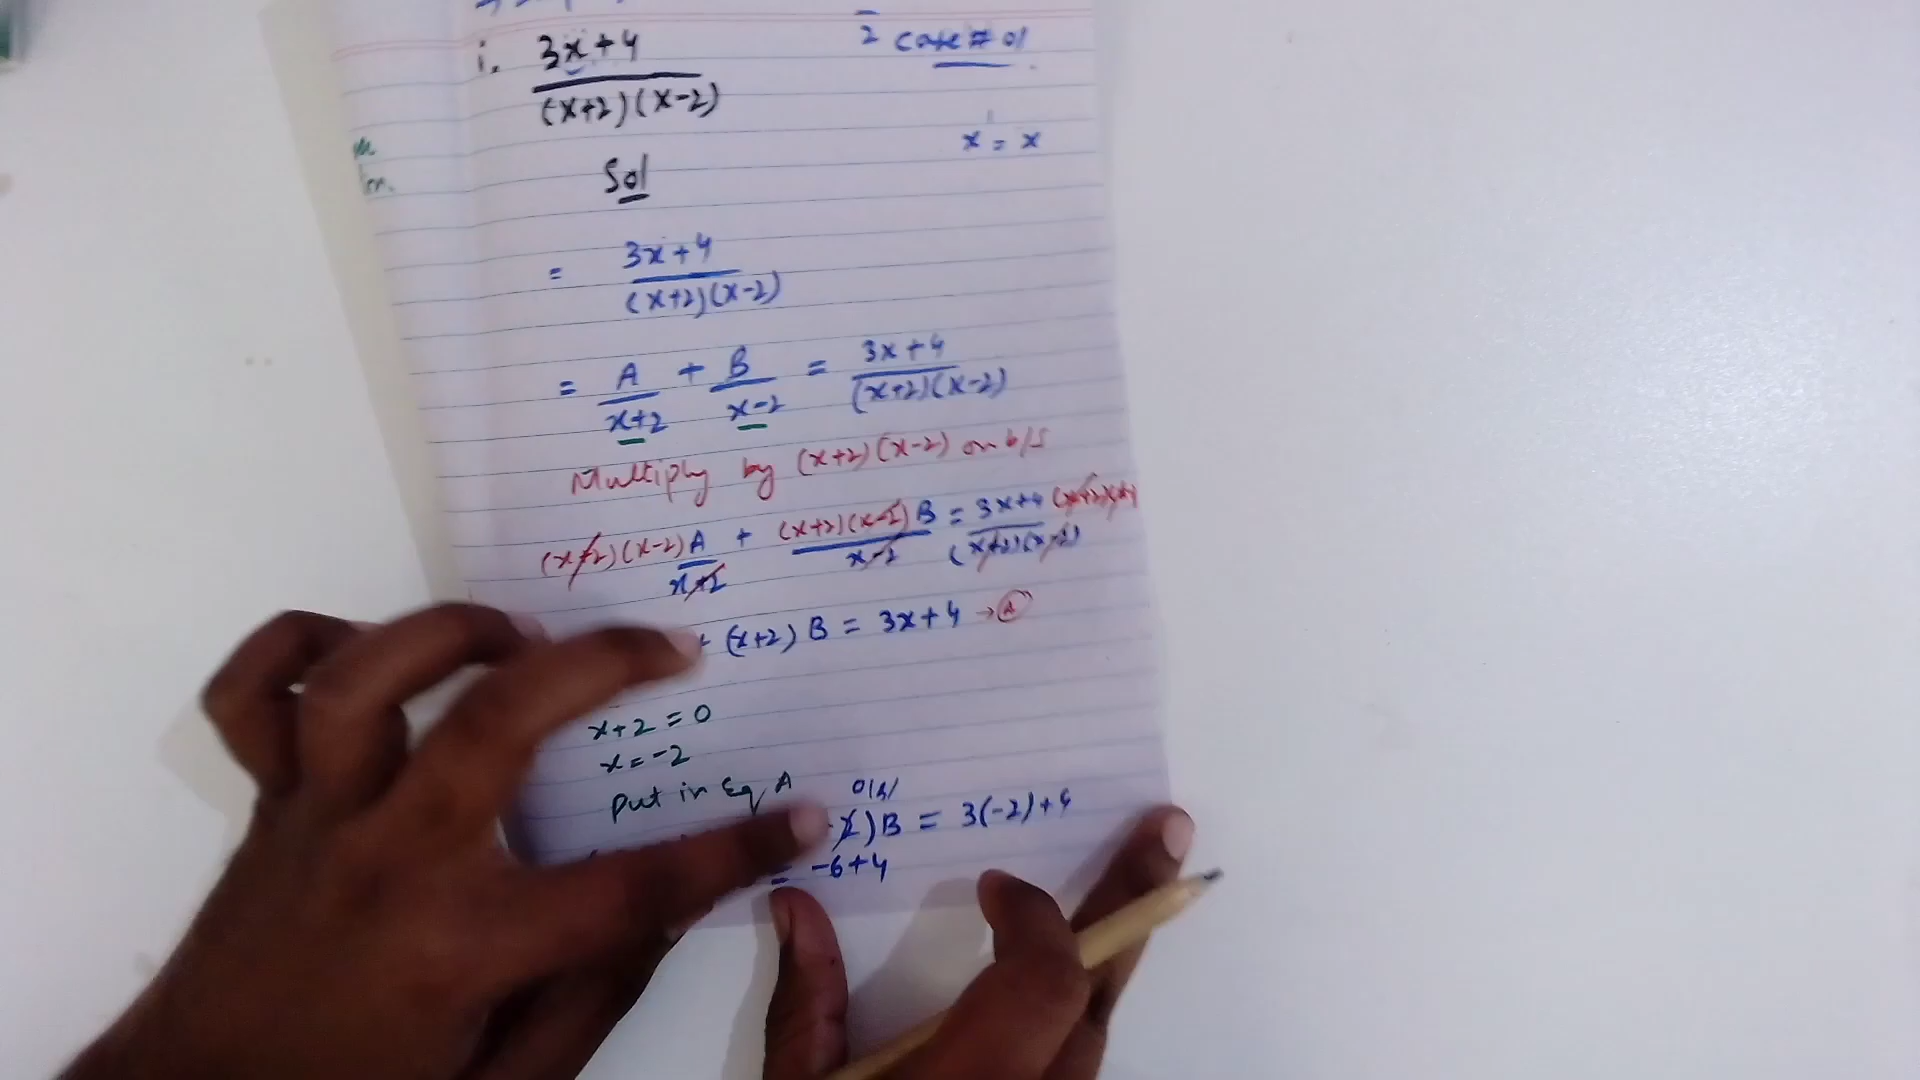 i. 3x+4
(x+2)(x-2)
2 Case # 01
x = x
Sol
= 3x+4
(x+2)(x-2)
= A + B = 3x+4
x+2 x-2 (x+2)(x-2)
Multiply by (x+2)(x-2) on b/s
(x+2)(x-2)A + (x+2)(x-2)B = 3x+4
x+2 x-2 (x+2)(x-2)
(x+2)B = 3x+4 → A
x+2 = 0
x = -2
put in Eq A
)B = 3(-2)+4
= -6+4